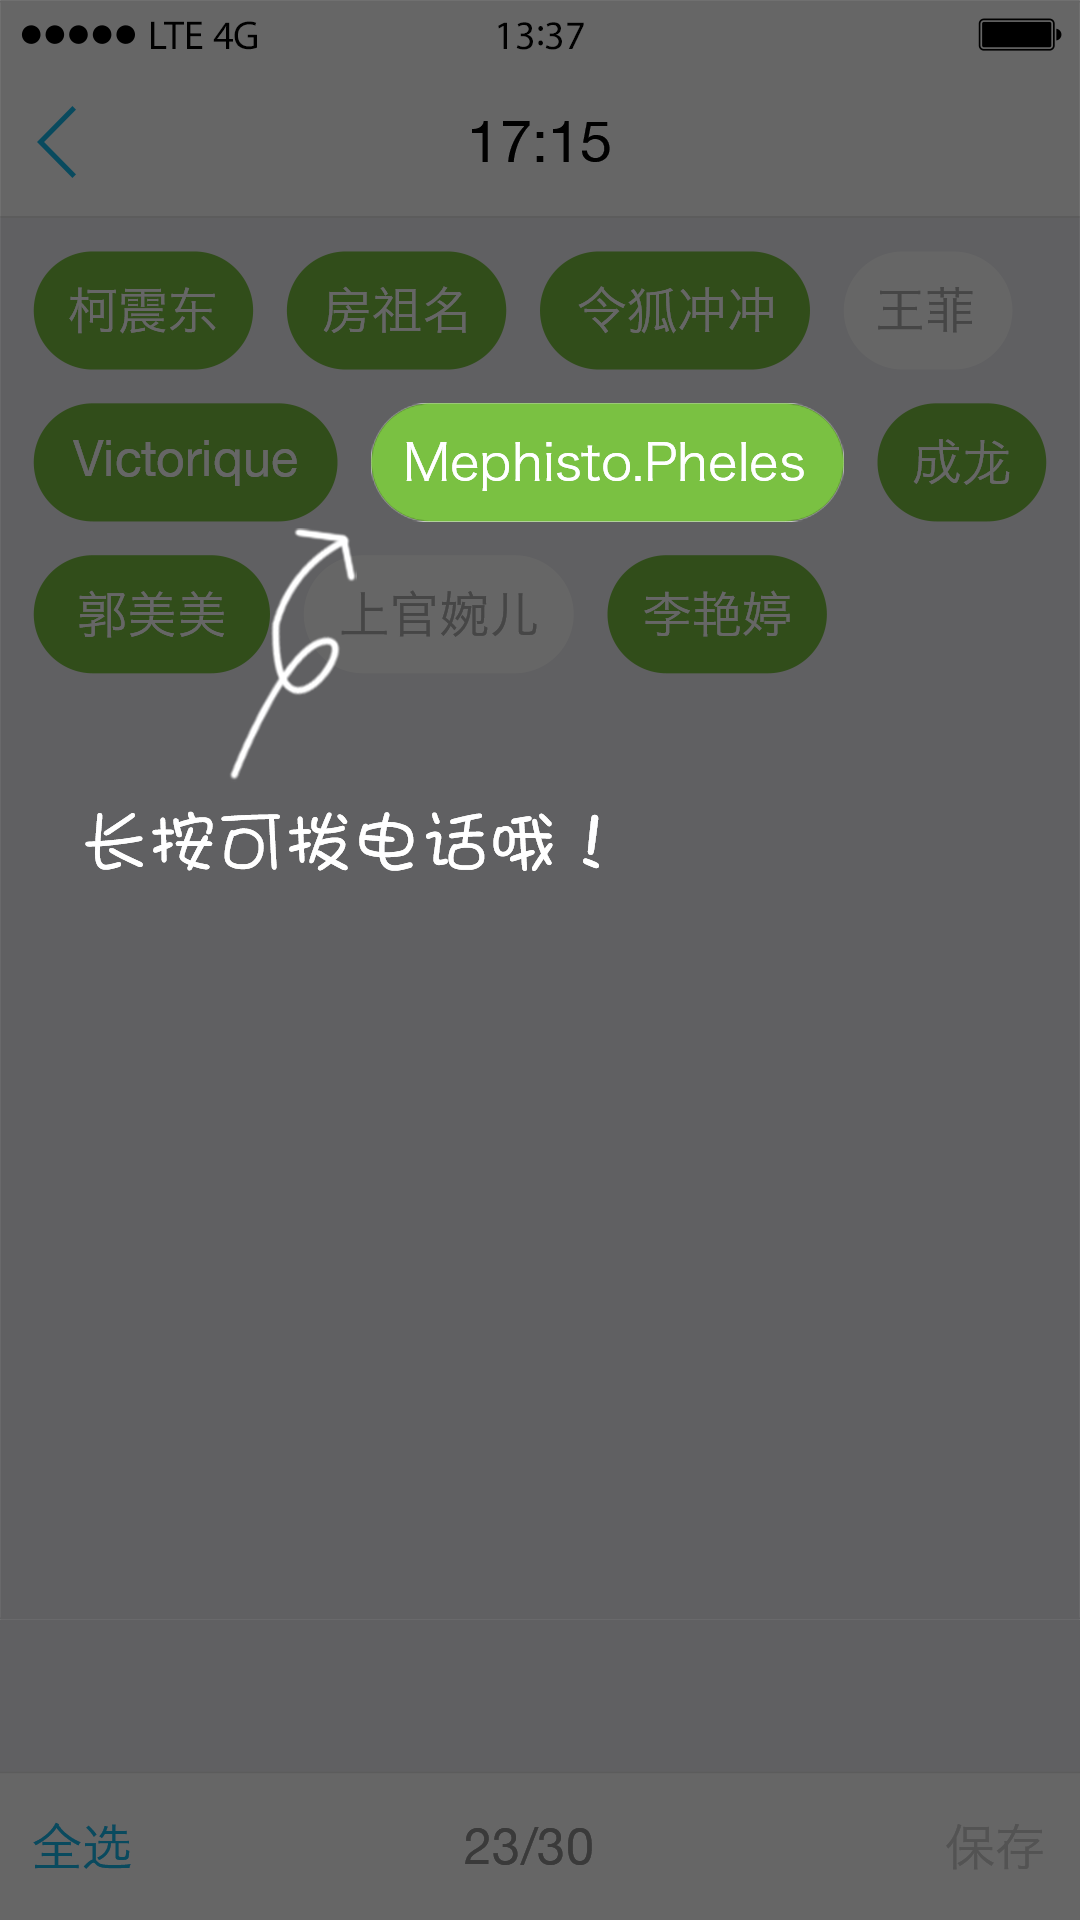 LTE 4G 13:37
17:15
柯震东 房祖名 令狐冲冲 王菲
Victorique Mephisto.Pheles 成龙
郭美美 上官婉儿 李艳婷
长按可拨电话哦！
全选 23/30 保存